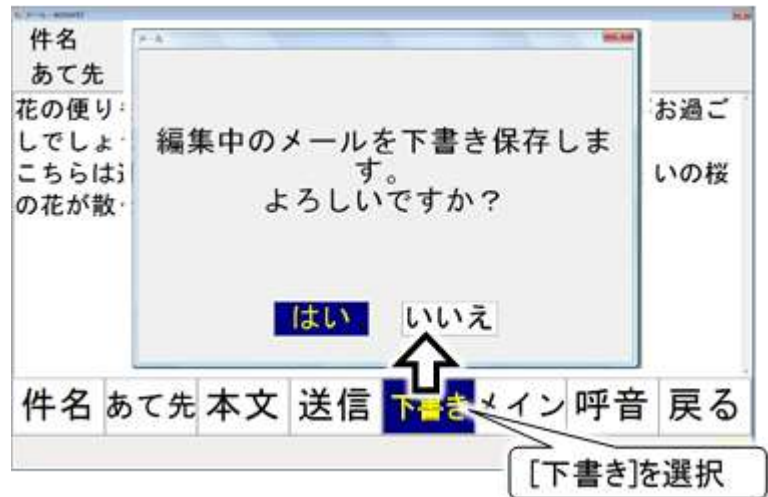 件名
あて先
メール
花の便り
お過ご
しでしょ
こちらは
いの桜
の花が散
編集中のメールを下書き保存しま
す。
よろしいですか？
はい いいえ
件名 あて先 本文 送信 下書き メイン 呼音 戻る
[下書き]を選択